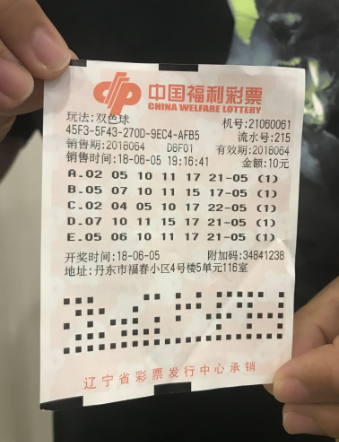 中国福利彩票
CHINA WELFARE LOTTERY
玩法:双色球 机号:21060061
45F3-5F43-270D-9EC4-AFB5 流水号:215
销售期:2018064 D6F01 有效期:2018064
销售时间:18-06-05 19:16:41 金额:10元
A.02 05 10 11 17 21-05 (1)
B.05 07 10 11 15 17-05 (1)
C.02 04 05 10 17 22-05 (1)
D.07 10 11 15 17 21-05 (1)
E.05 06 10 11 17 21-05 (1)
开奖时间:18-06-05 附加码:34841238
地址:丹东市福春小区4号楼5单元116室
辽宁省彩票发行中心承销